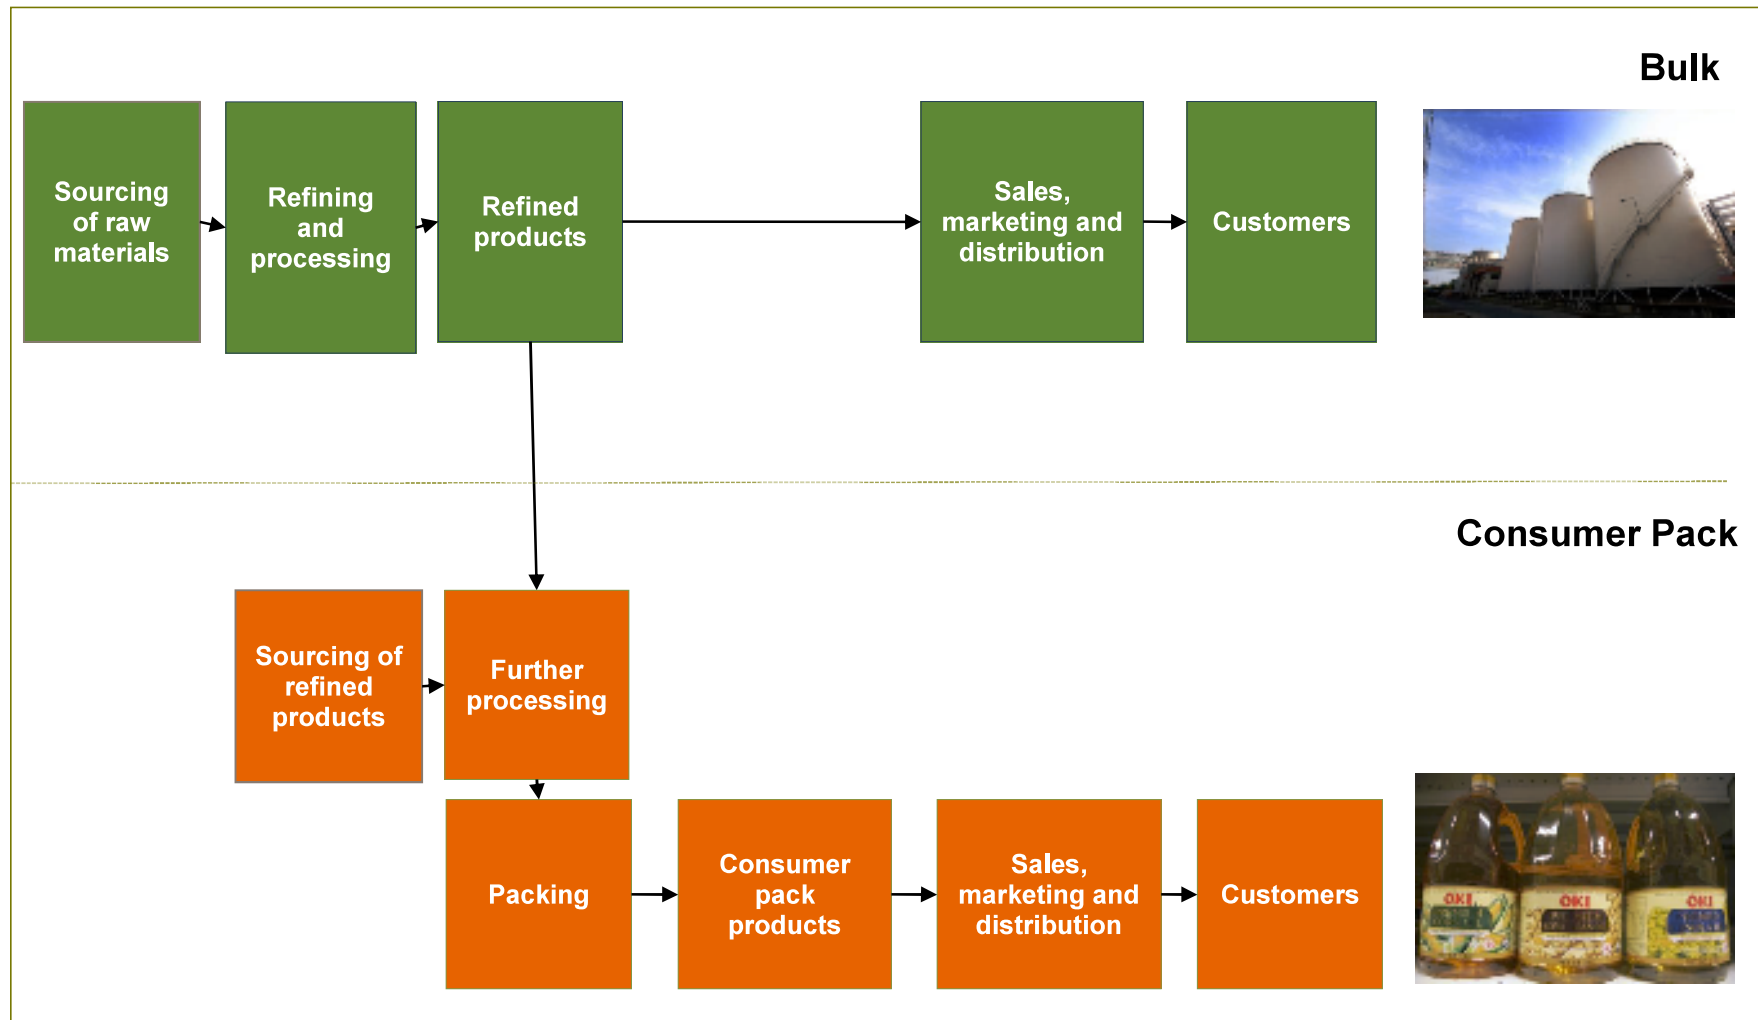 Bulk
Sourcing
of raw
materials
Refining
and
processing
Refined
products
Sales,
marketing and
distribution
Customers
Consumer Pack
Sourcing of
refined
products
Further
processing
Packing
Consumer
pack
products
Sales,
marketing and
distribution
Customers
OKI
OKI
OKI